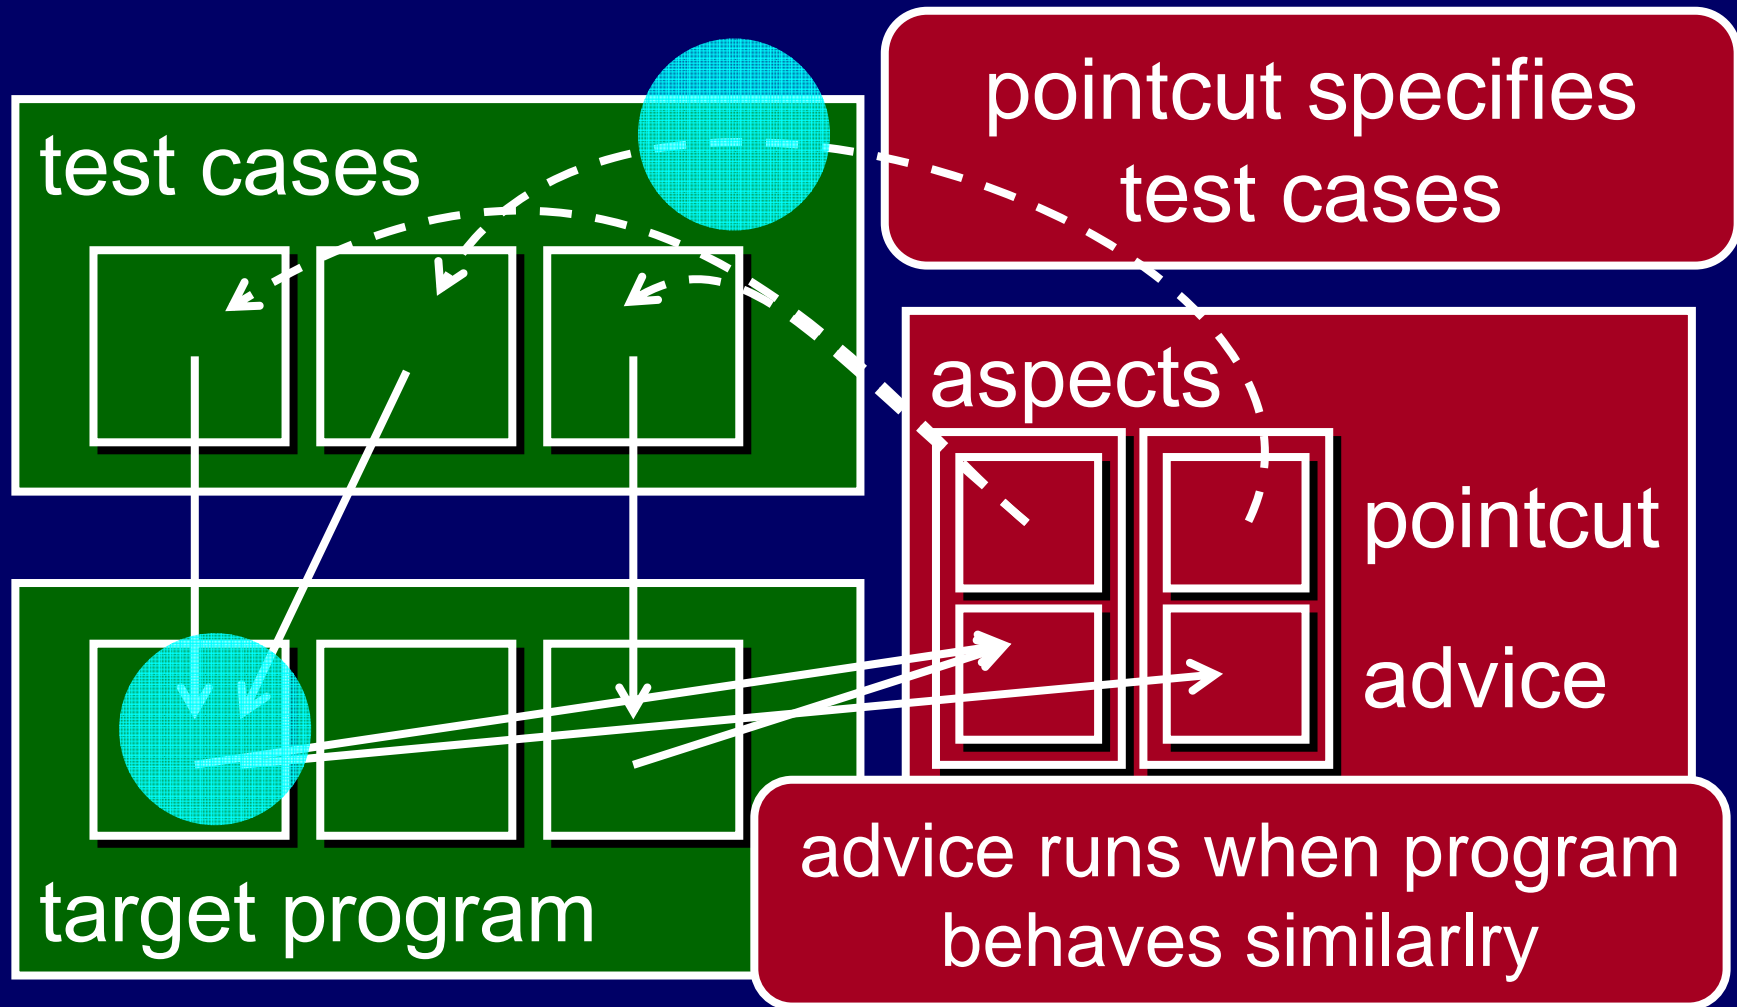 pointcut specifies
test cases
test cases
aspects
pointcut
advice
target program
advice runs when program
behaves similarlry